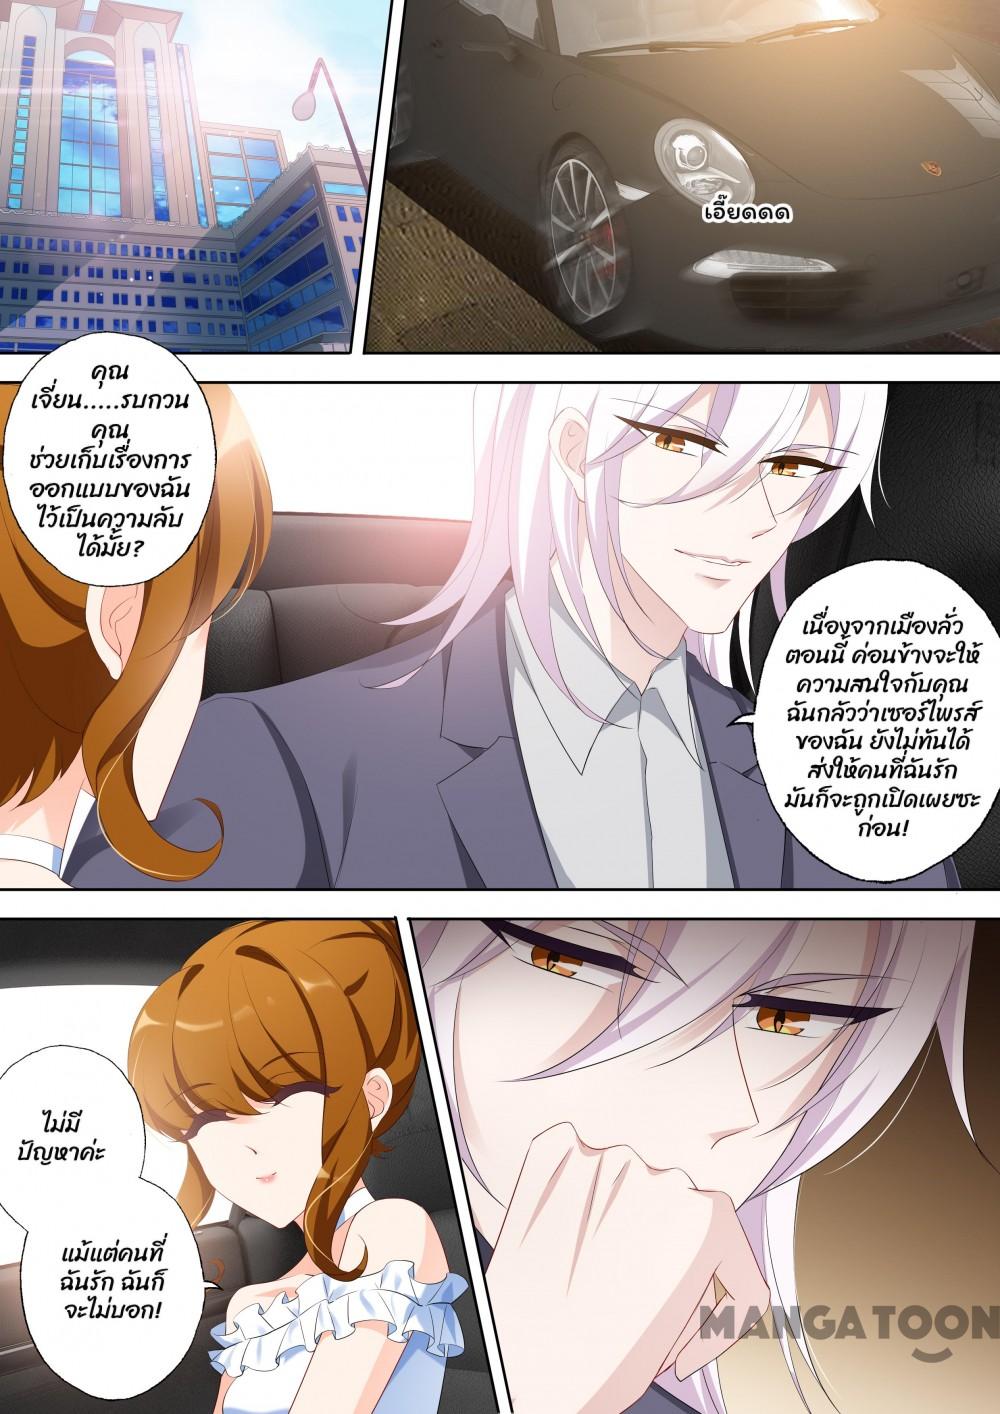 เอี๊ยดดด
คุณ
เจี่ยน.....รบกวน
คุณ
ช่วยเก็บเรื่องการ
ออกแบบของฉัน
ไว้เป็นความลับ
ได้มั้ย?
เนื่องจากเมืองลั่ว
ตอนนี้ ค่อนข้างจะให้
ความสนใจกับคุณ
ฉันกลัวว่าเซอร์ไพรส์
ของฉัน ยังไม่ทันได้
ส่งให้คนที่ฉันรัก
มันก็จะถูกเปิดเผยซะ
ก่อน!
ไม่มี
ปัญหาค่ะ
แม้แต่คนที่
ฉันรัก ฉันก็
จะไม่บอก!
MANGATOON